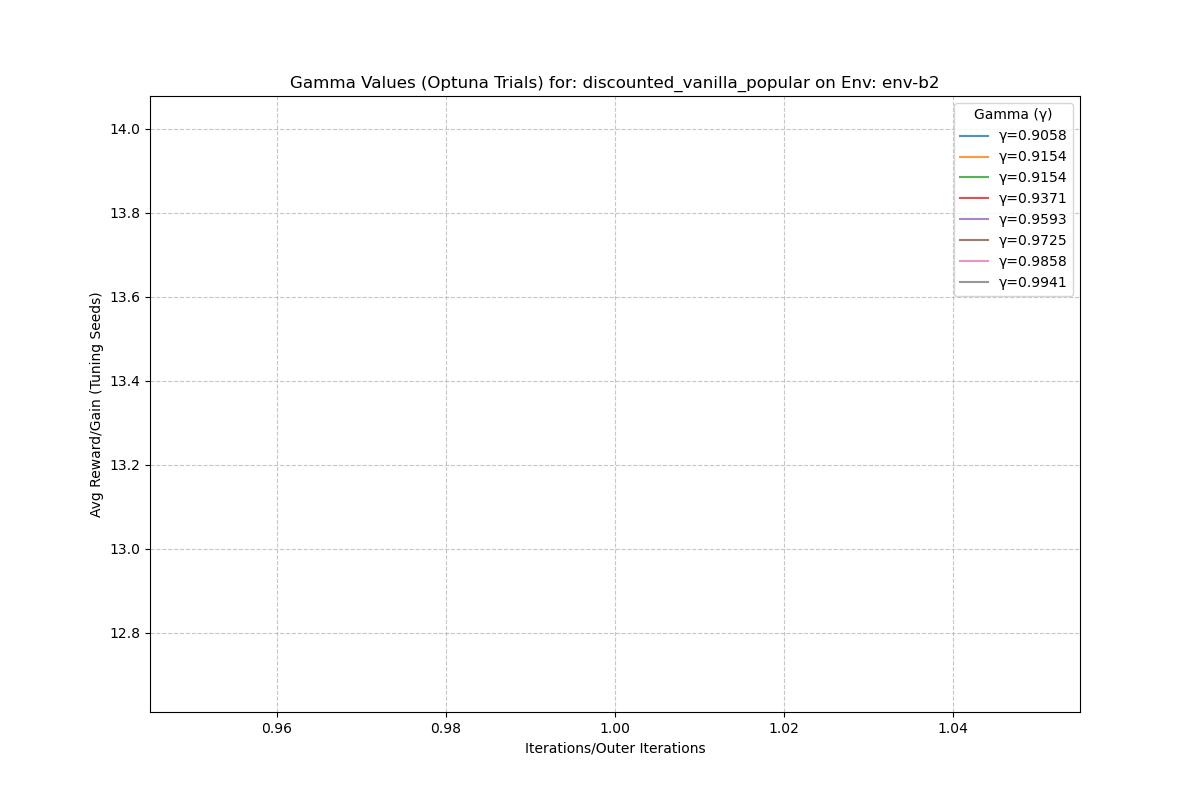 Gamma Values (Optuna Trials) for: discounted_vanilla_popular on Env: env-b2
Gamma (γ)
γ=0.9058
γ=0.9154
γ=0.9154
γ=0.9371
γ=0.9593
γ=0.9725
γ=0.9858
γ=0.9941
Avg Reward/Gain (Tuning Seeds)
14.0
13.8
13.6
13.4
13.2
13.0
12.8
0.96 0.98 1.00 1.02 1.04
Iterations/Outer Iterations